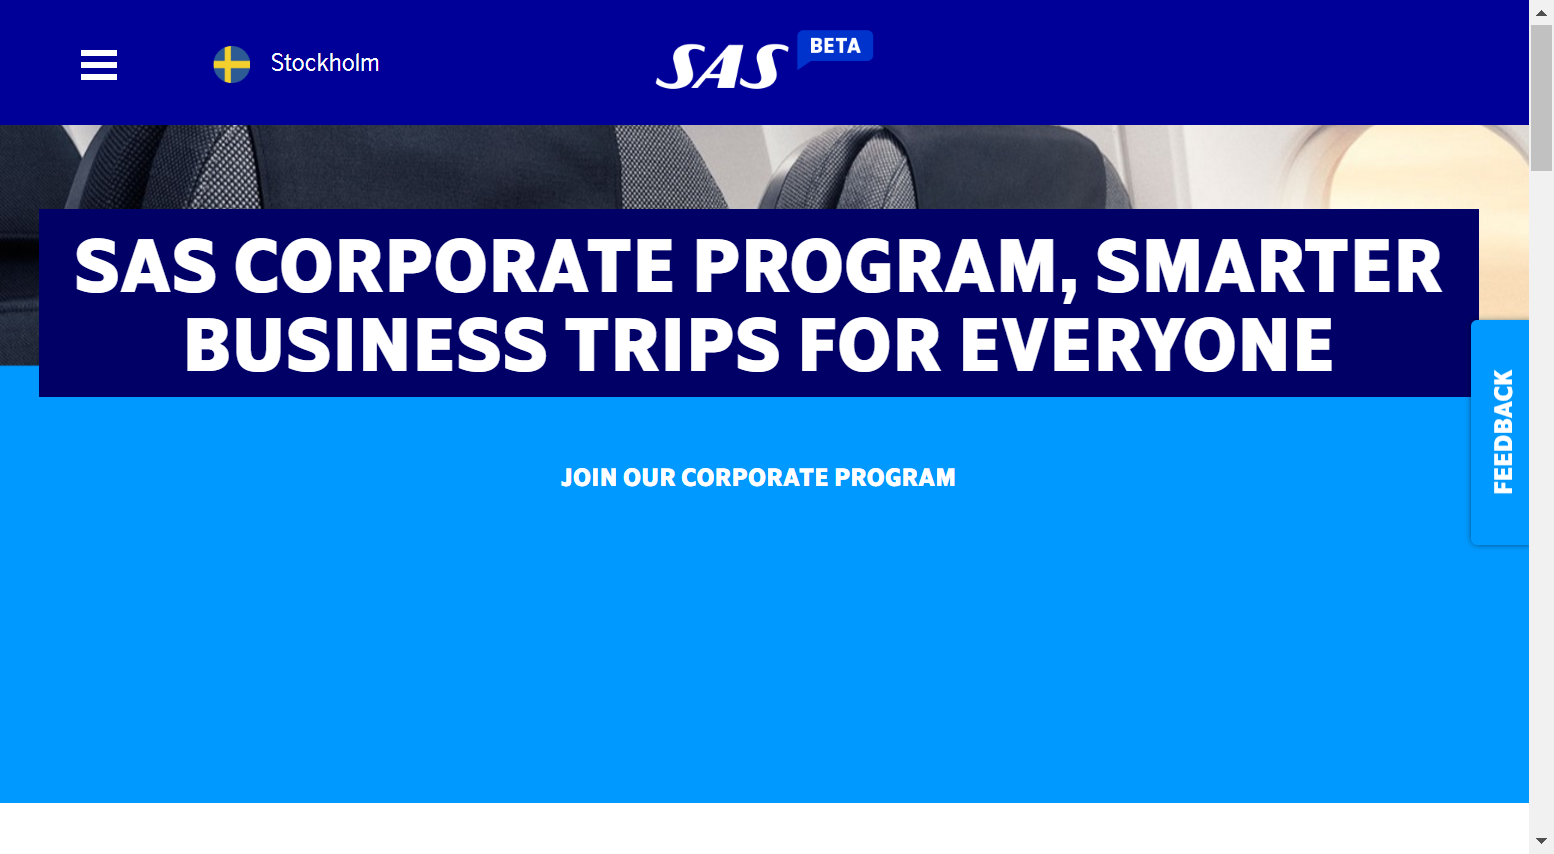 Stockholm
SAS
BETA
SAS CORPORATE PROGRAM, SMARTER
BUSINESS TRIPS FOR EVERYONE
JOIN OUR CORPORATE PROGRAM
FEEDBACK